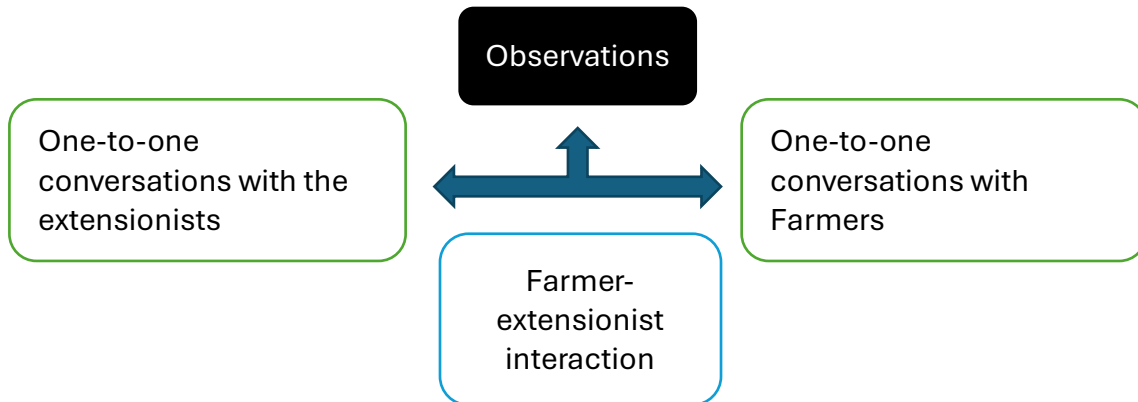 Observations
One-to-one
conversations with the
extensionists
One-to-one
conversations with
Farmers
Farmer-
extensionist
interaction